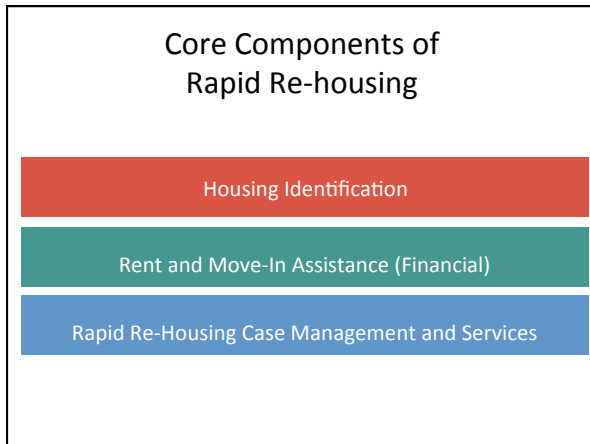 Core Components of
Rapid Re-housing
Housing Identification
Rent and Move-In Assistance (Financial)
Rapid Re-Housing Case Management and Services